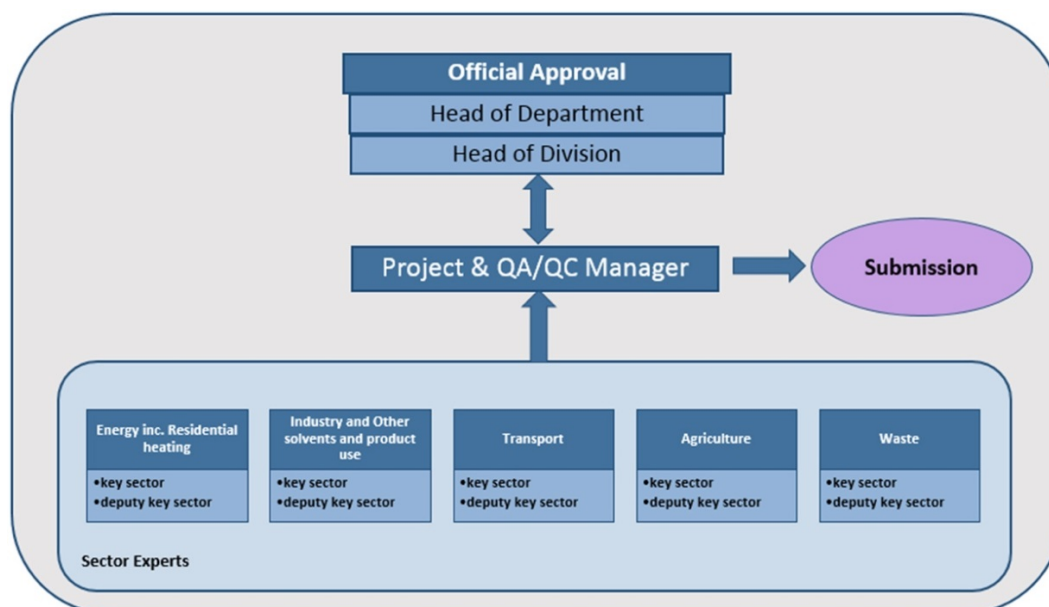 Official Approval
Head of Department
Head of Division
Project & QA/QC Manager
Submission
Energy inc. Residential
heating
•key sector
•deputy key sector
Industry and Other
solvents and product
use
•key sector
•deputy key sector
Transport
•key sector
•deputy key sector
Agriculture
•key sector
•deputy key sector
Waste
•key sector
•deputy key sector
Sector Experts